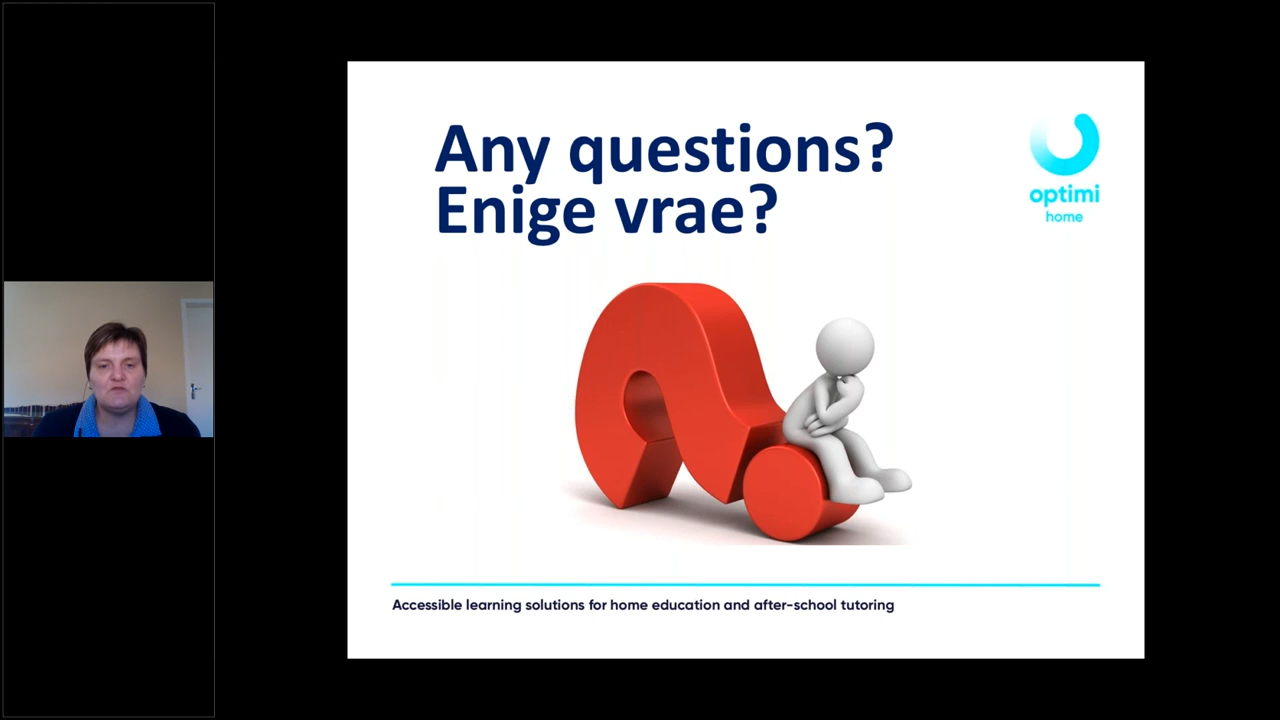 Any questions?
Enige vrae?
optimi
home
Accessible learning solutions for home education and after-school tutoring